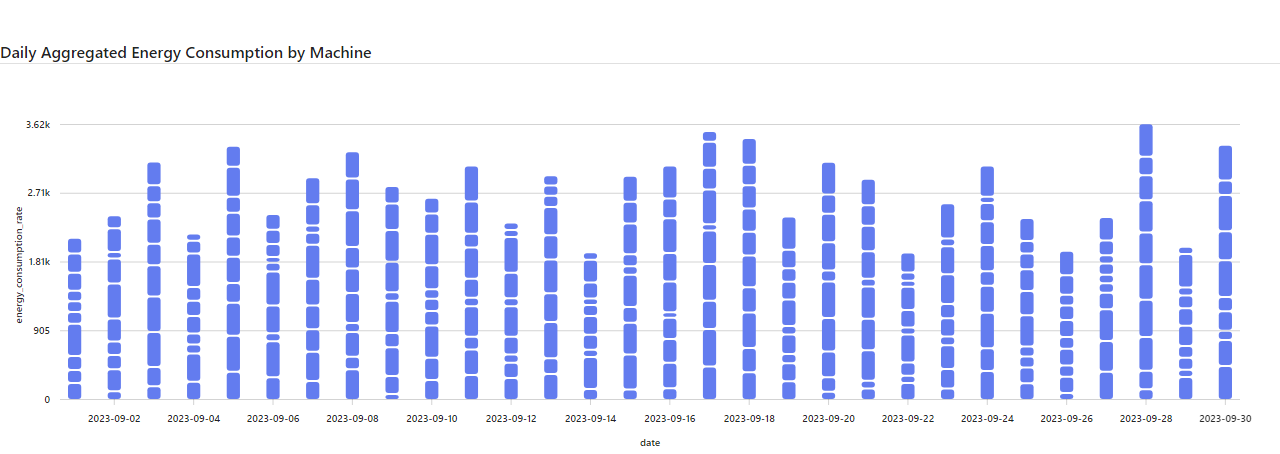 Daily Aggregated Energy Consumption by Machine
3.62k
2.71k
1.81k
905
0
energy_consumption_rate
2023-09-02 2023-09-04 2023-09-06 2023-09-08 2023-09-10 2023-09-12 2023-09-14 2023-09-16 2023-09-18 2023-09-20 2023-09-22 2023-09-24 2023-09-26 2023-09-28 2023-09-30
date